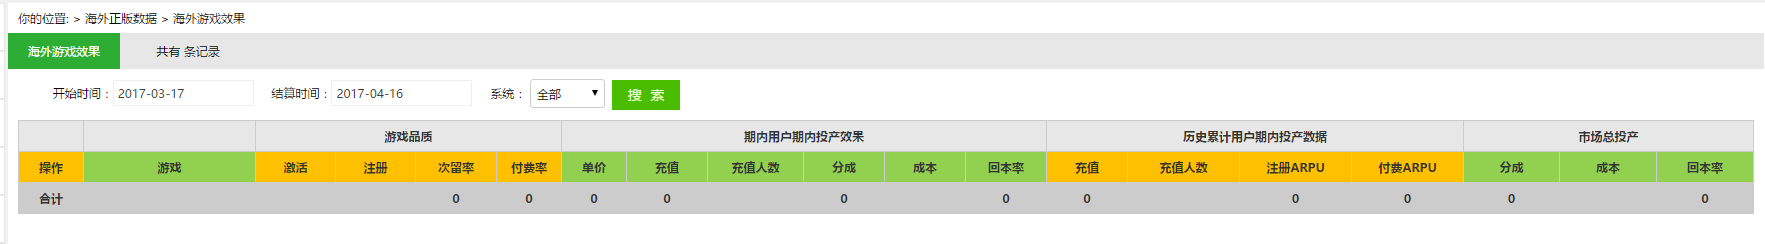 你的位置: > 海外正版数据 > 海外游戏效果
海外游戏效果 共有 条记录
开始时间： 2017-03-17 结算时间： 2017-04-16 系统： 全部 搜 索
游戏品质 期内用户期内投产效果 历史累计用户期内投产数据 市场总投产
操作 游戏 激活 注册 次留率 付费率 单价 充值 充值人数 分成 成本 回本率 充值 充值人数 注册ARPU 付费ARPU 分成 成本 回本率
合计 0 0 0 0 0 0 0 0 0 0 0